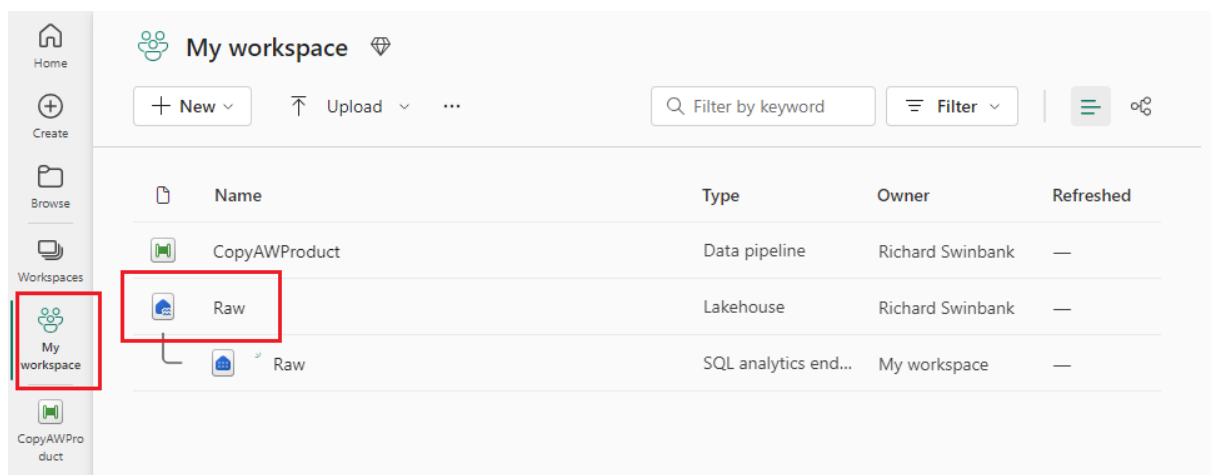 Home
Create
Browse
Workspaces
My
workspace
CopyAWPro
duct
My workspace
New
Upload
...
Filter by keyword
Filter
Name Type Owner Refreshed
CopyAWProduct Data pipeline Richard Swinbank —
Raw Lakehouse Richard Swinbank —
Raw SQL analytics end... My workspace —